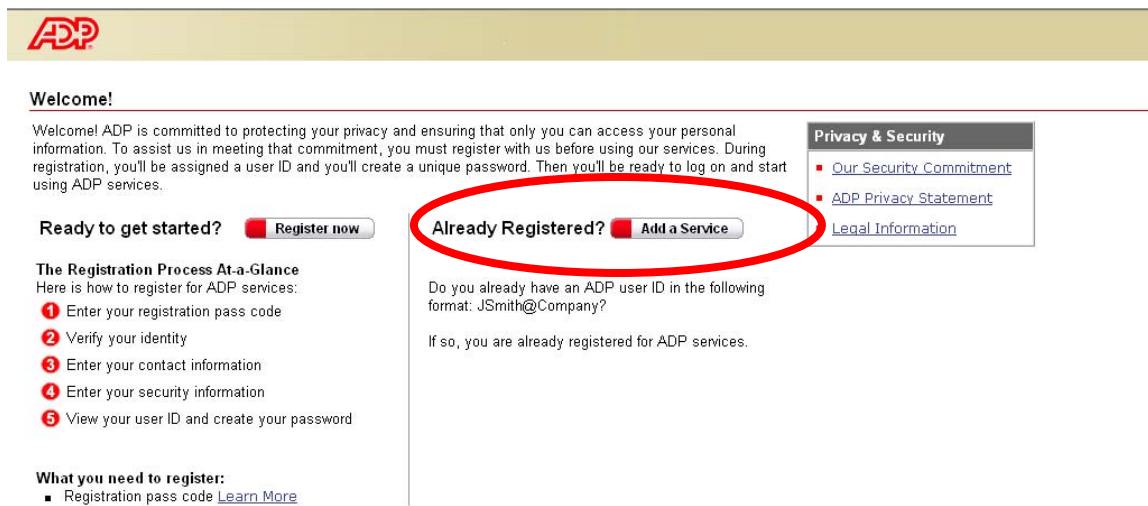 ADP
Welcome!
Welcome! ADP is committed to protecting your privacy and ensuring that only you can access your personal
information. To assist us in meeting that commitment, you must register with us before using our services. During
registration, you'll be assigned a user ID and you'll create a unique password. Then you'll be ready to log on and start
using ADP services.
Privacy & Security
Our Security Commitment
ADP Privacy Statement
Legal Information
Ready to get started? Register now
The Registration Process At-a-Glance
Here is how to register for ADP services:
1 Enter your registration pass code
2 Verify your identity
3 Enter your contact information
4 Enter your security information
5 View your user ID and create your password
What you need to register:
Registration pass code Learn More
Already Registered? Add a Service
Do you already have an ADP user ID in the following
format: JSmith@Company?
If so, you are already registered for ADP services.